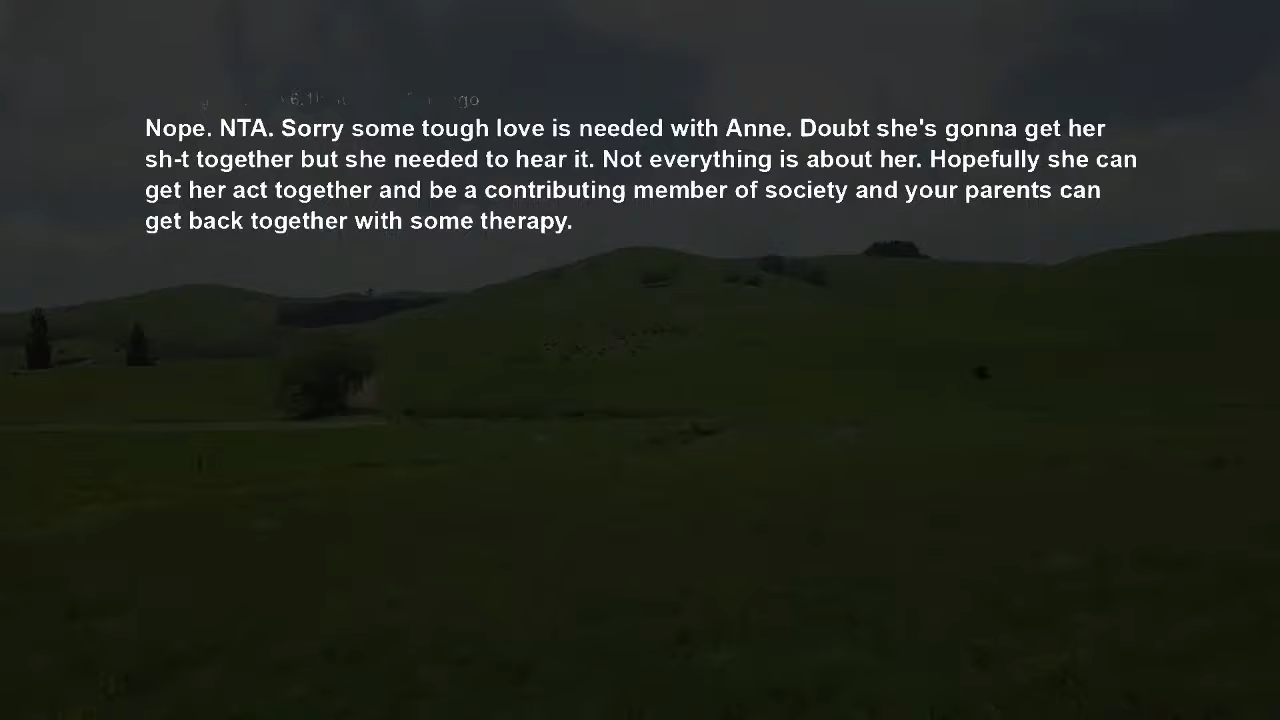 Nope. NTA. Sorry some tough love is needed with Anne. Doubt she's gonna get her
sh-t together but she needed to hear it. Not everything is about her. Hopefully she can
get her act together and be a contributing member of society and your parents can
get back together with some therapy.